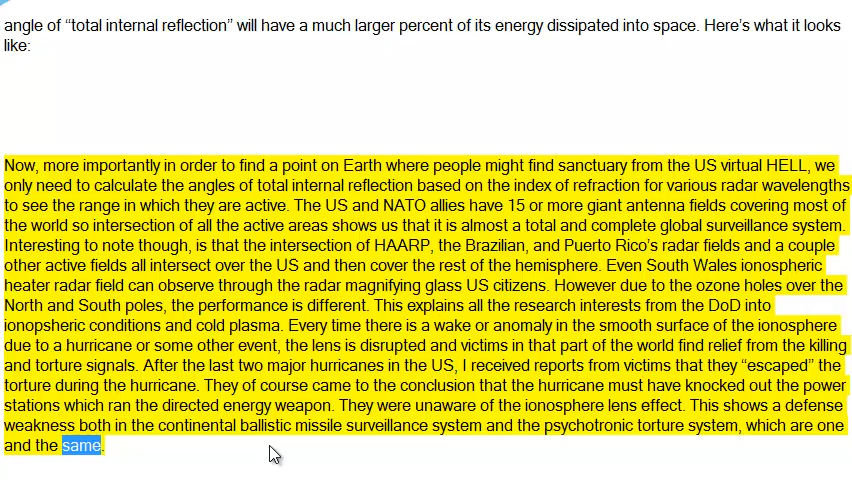 angle of “total internal reflection” will have a much larger percent of its energy dissipated into space. Here’s what it looks
like:
Now, more importantly in order to find a point on Earth where people might find sanctuary from the US virtual HELL, we
only need to calculate the angles of total internal reflection based on the index of refraction for various radar wavelengths
to see the range in which they are active. The US and NATO allies have 15 or more giant antenna fields covering most of
the world so intersection of all the active areas shows us that it is almost a total and complete global surveillance system.
Interesting to note though, is that the intersection of HAARP, the Brazilian, and Puerto Rico’s radar fields and a couple
other active fields all intersect over the US and then cover the rest of the hemisphere. Even South Wales ionospheric
heater radar field can observe through the radar magnifying glass US citizens. However due to the ozone holes over the
North and South poles, the performance is different. This explains all the research interests from the DoD into
ionopsheric conditions and cold plasma. Every time there is a wake or anomaly in the smooth surface of the ionosphere
due to a hurricane or some other event, the lens is disrupted and victims in that part of the world find relief from the killing
and torture signals. After the last two major hurricanes in the US, I received reports from victims that they “escaped” the
torture during the hurricane. They of course came to the conclusion that the hurricane must have knocked out the power
stations which ran the directed energy weapon. They were unaware of the ionosphere lens effect. This shows a defense
weakness both in the continental ballistic missile surveillance system and the psychotronic torture system, which are one
and the same.